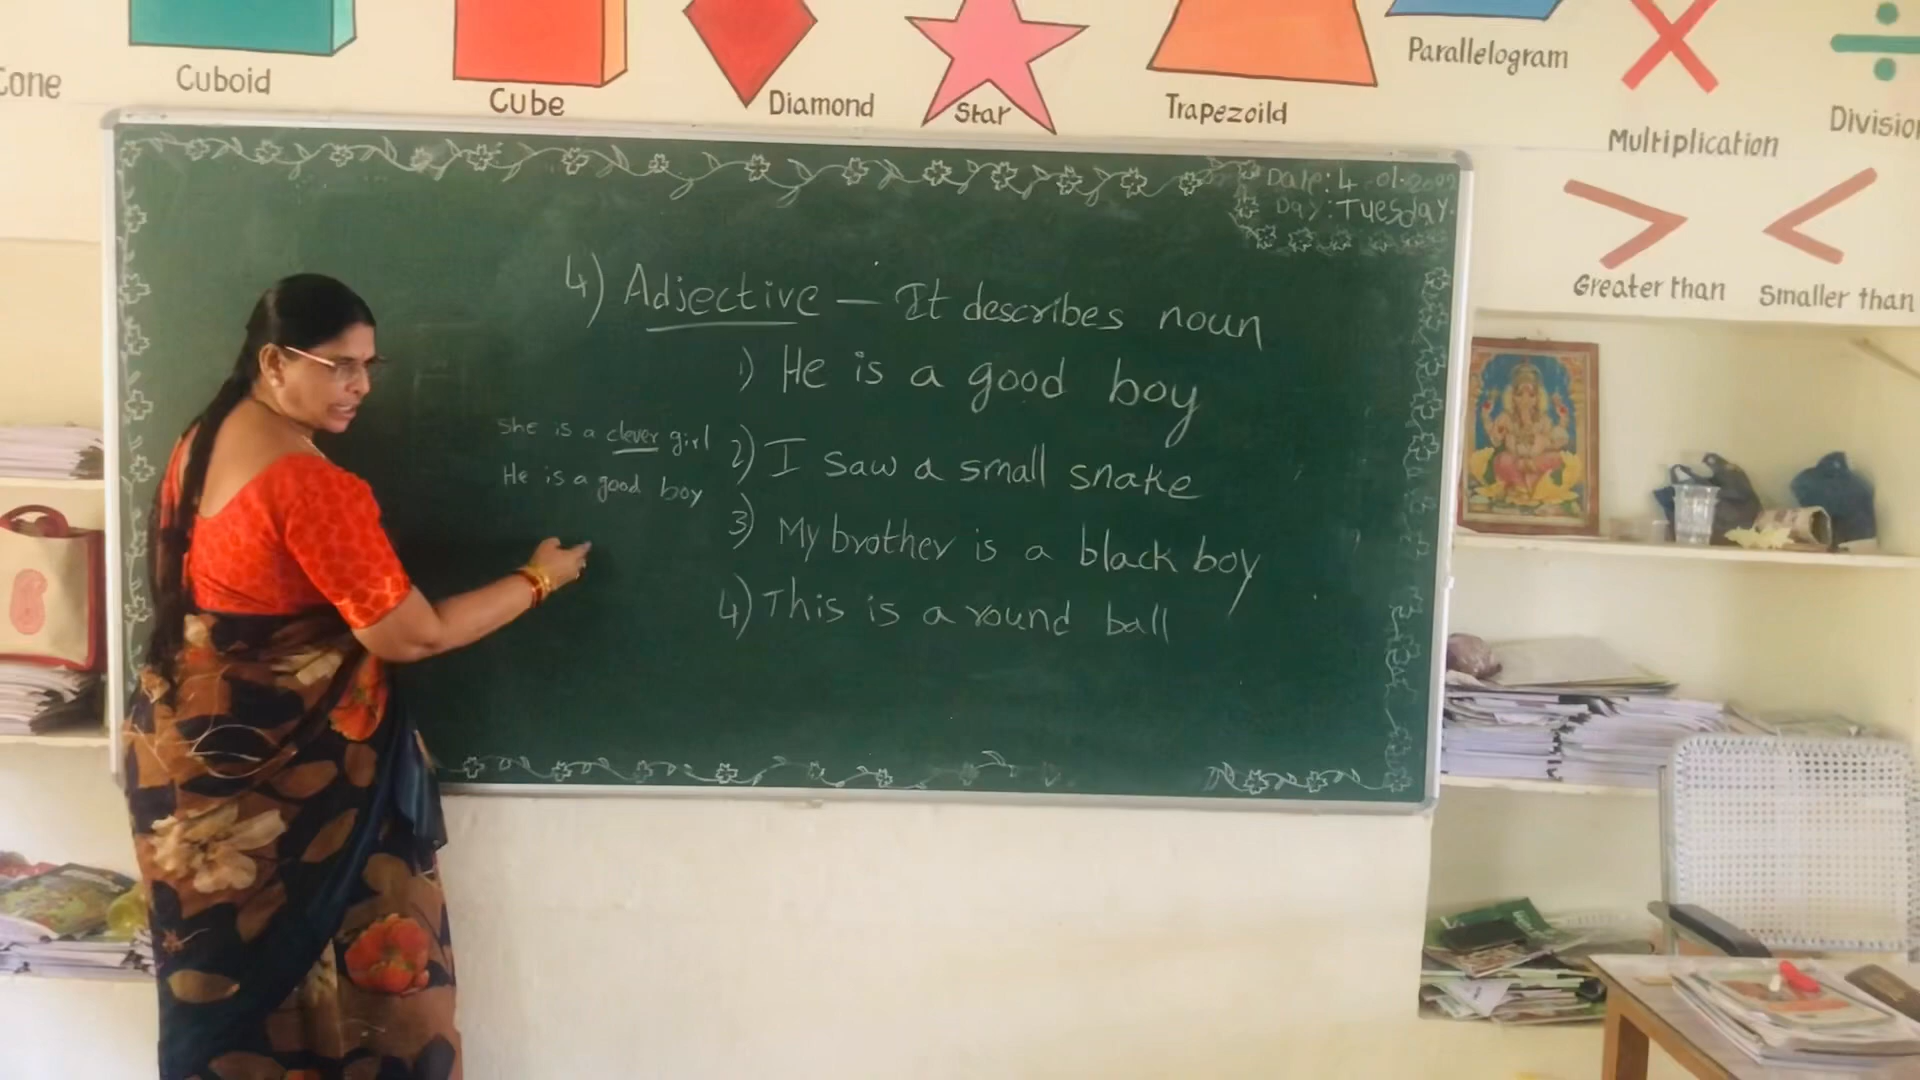 Cone
Cuboid
Cube
Diamond
Star
Trapezoild
Parallelogram
Multiplication
Division
Greater than
Smaller than
Date: 4.01.
Day: Tuesday.
4) Adjective — It describes noun
1) He is a good boy
She is a clever girl
He is a good boy
2) I saw a small snake
3) My brother is a black boy
4) This is a round ball